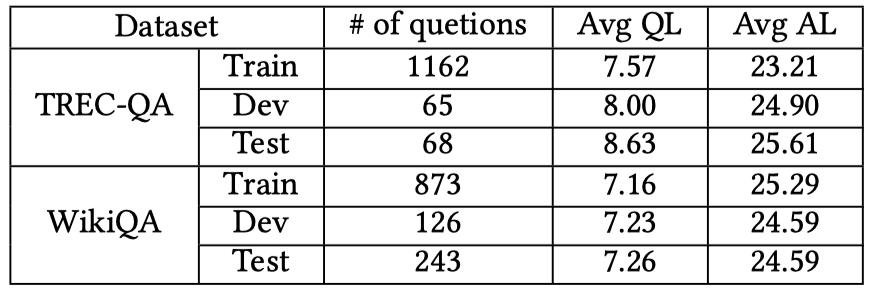 Dataset # of quetions Avg QL Avg AL
TREC-QA Train 1162 7.57 23.21
Dev 65 8.00 24.90
Test 68 8.63 25.61
WikiQA Train 873 7.16 25.29
Dev 126 7.23 24.59
Test 243 7.26 24.59